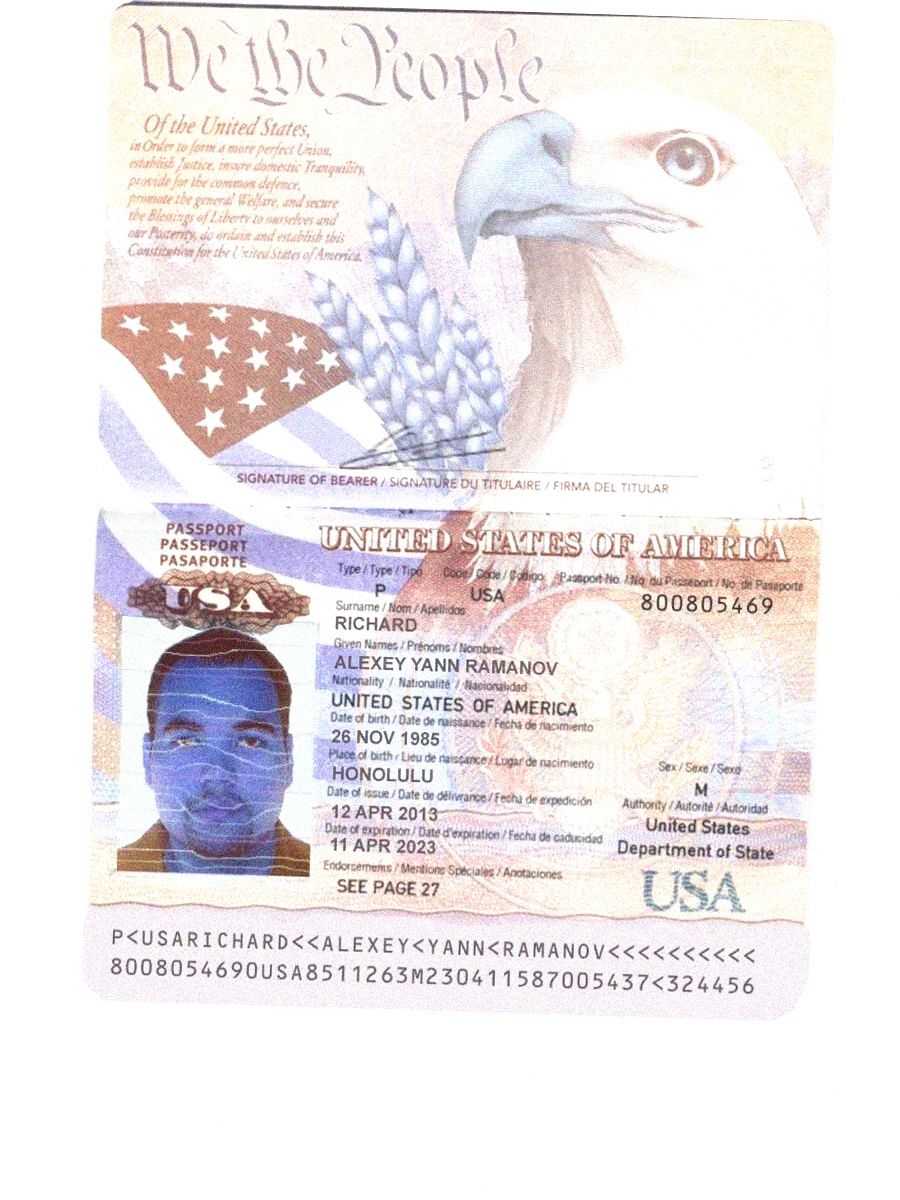 We the People
Of the United States,
in Order to form a more perfect Union,
establish Justice, insure domestic Tranquility,
provide for the common defence,
promote the general Welfare, and secure
the Blessings of Liberty to ourselves and
our Posterity, do ordain and establish this
Constitution for the United States of America.
SIGNATURE OF BEARER / SIGNATURE DU TITULAIRE / FIRMA DEL TITULAR
PASSPORT
PASSEPORT
PASAPORTE
USA
UNITED STATES OF AMERICA
Type / Type / Tipo Code / Code / Codigo Passport No. / No. du Passeport / No. de Pasaporte
P USA 800805469
Surname / Nom / Apellidos
RICHARD
Given Names / Prénoms / Nombres
ALEXEY YANN RAMANOV
Nationality / Nationalité / Nacionalidad
UNITED STATES OF AMERICA
Date of birth / Date de naissance / Fecha de nacimiento
26 NOV 1985
Place of birth / Lieu de naissance / Lugar de nacimiento
HONOLULU
Sex / Sexe / Sexo
M
Date of issue / Date de délivrance / Fecha de expedición
12 APR 2013
Authority / Autorité / Autoridad
United States
Department of State
Date of expiration / Date d'expiration / Fecha de caducidad
11 APR 2023
Endorsements / Mentions Spéciales / Anotaciones
SEE PAGE 27
USA
P<USARICHARD<<ALEXEY<YANN<RAMANOV<<<<<<<<<<
8008054690USA8511263M230411587005437<324456